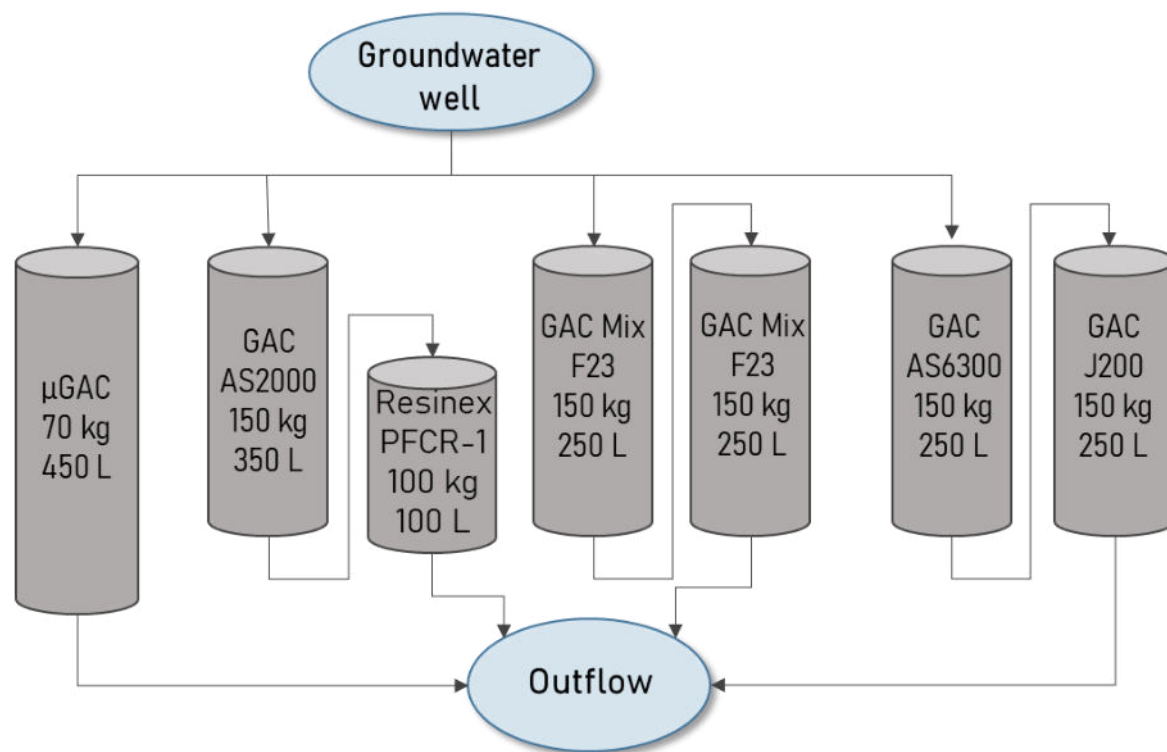 Groundwater
well
µGAC
70 kg
450 L
GAC
AS2000
150 kg
350 L
Resinex
PFCR-1
100 kg
100 L
GAC Mix
F23
150 kg
250 L
GAC Mix
F23
150 kg
250 L
GAC
AS6300
150 kg
250 L
GAC
J200
150 kg
250 L
Outflow